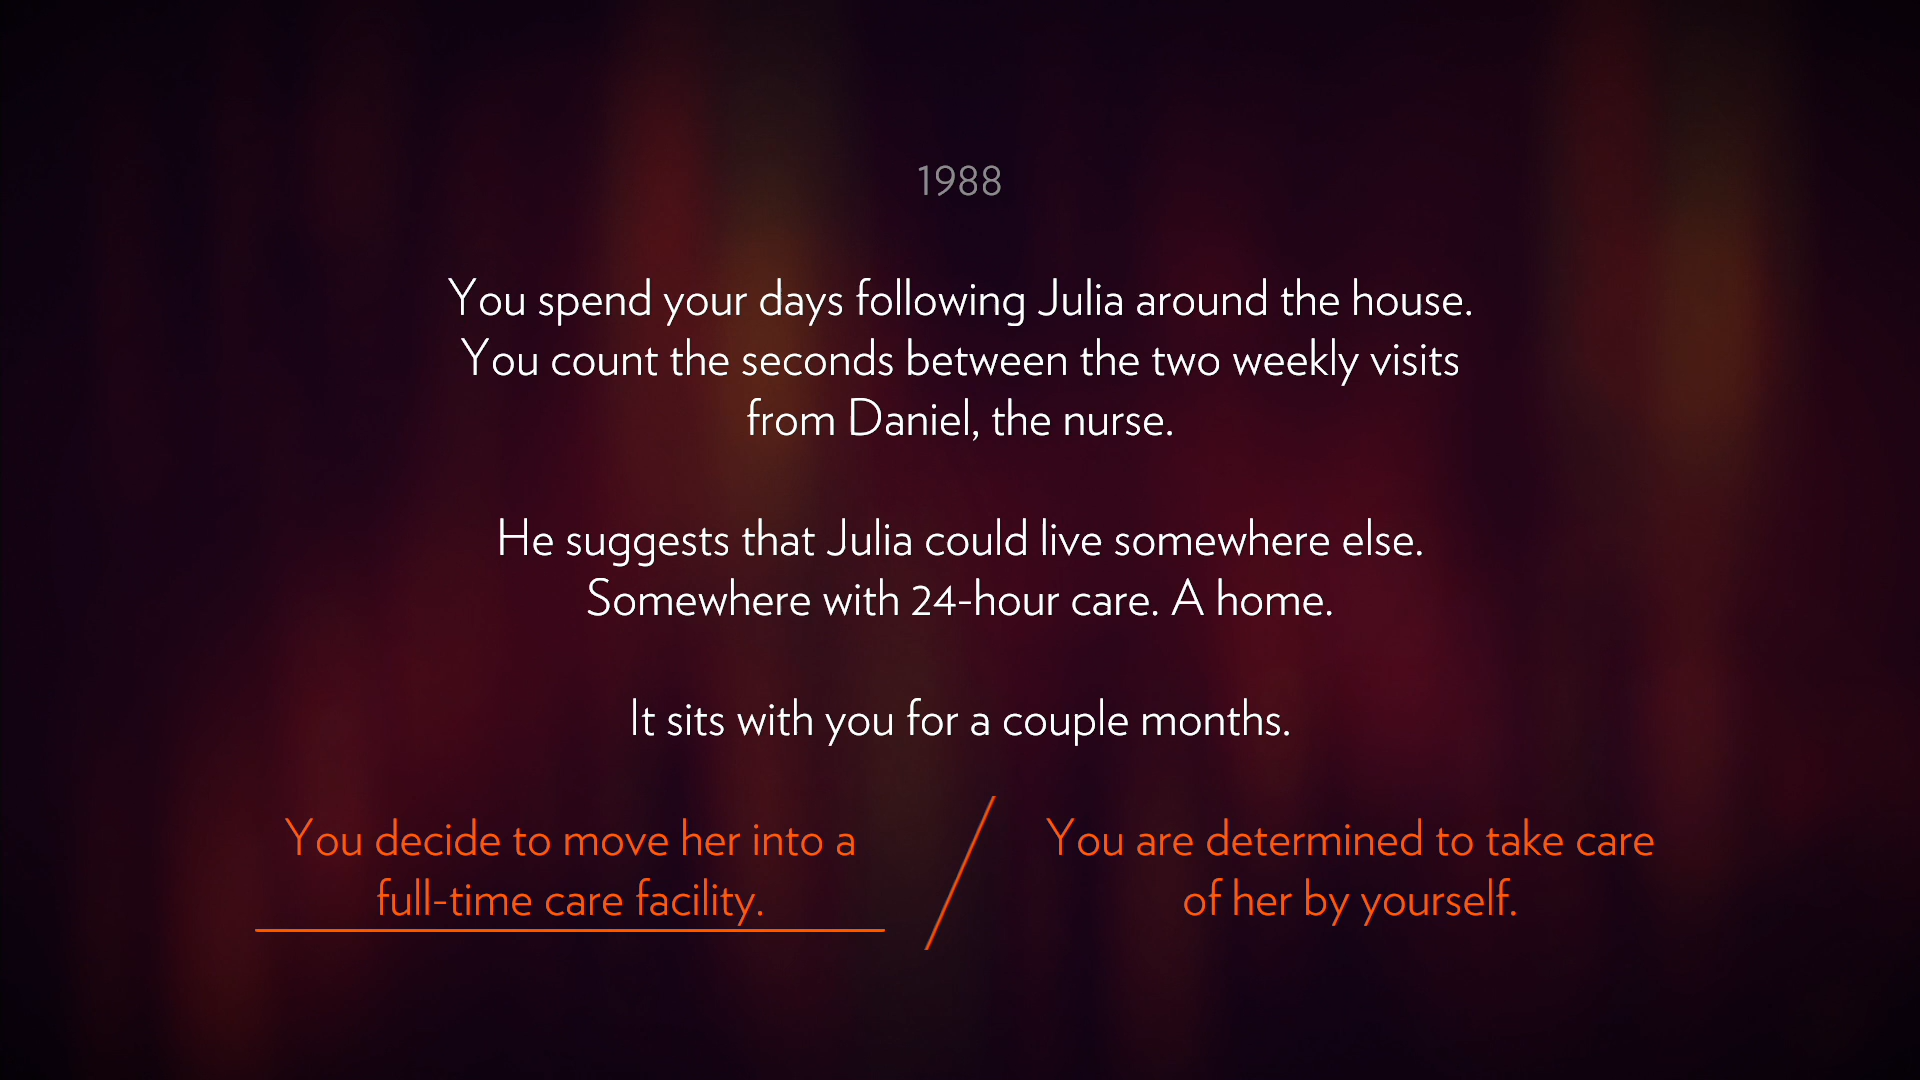 1988
You spend your days following Julia around the house.
You count the seconds between the two weekly visits
from Daniel, the nurse.
He suggests that Julia could live somewhere else.
Somewhere with 24-hour care. A home.
It sits with you for a couple months.
You decide to move her into a
full-time care facility.
You are determined to take care
of her by yourself.